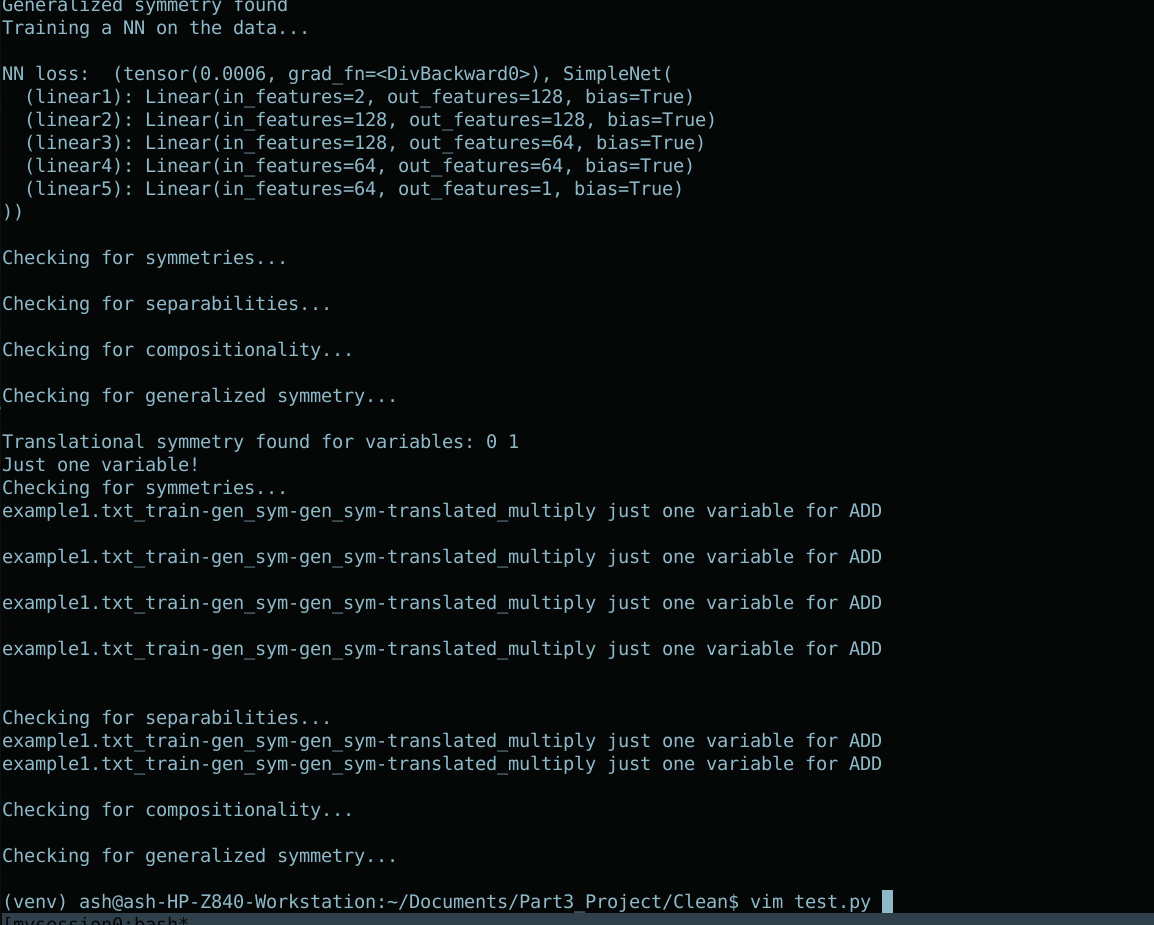 Generalized symmetry found
Training a NN on the data...
NN loss:  (tensor(0.0006, grad_fn=<DivBackward0>), SimpleNet(
  (linear1): Linear(in_features=2, out_features=128, bias=True)
  (linear2): Linear(in_features=128, out_features=128, bias=True)
  (linear3): Linear(in_features=128, out_features=64, bias=True)
  (linear4): Linear(in_features=64, out_features=64, bias=True)
  (linear5): Linear(in_features=64, out_features=1, bias=True)
))
Checking for symmetries...
Checking for separabilities...
Checking for compositionality...
Checking for generalized symmetry...
Translational symmetry found for variables: 0 1
Just one variable!
Checking for symmetries...
example1.txt_train-gen_sym-gen_sym-translated_multiply just one variable for ADD
example1.txt_train-gen_sym-gen_sym-translated_multiply just one variable for ADD
example1.txt_train-gen_sym-gen_sym-translated_multiply just one variable for ADD
example1.txt_train-gen_sym-gen_sym-translated_multiply just one variable for ADD
Checking for separabilities...
example1.txt_train-gen_sym-gen_sym-translated_multiply just one variable for ADD
example1.txt_train-gen_sym-gen_sym-translated_multiply just one variable for ADD
Checking for compositionality...
Checking for generalized symmetry...
(venv) ash@ash-HP-Z840-Workstation:~/Documents/Part3_Project/Clean$ vim test.py
[mysession0:bash*